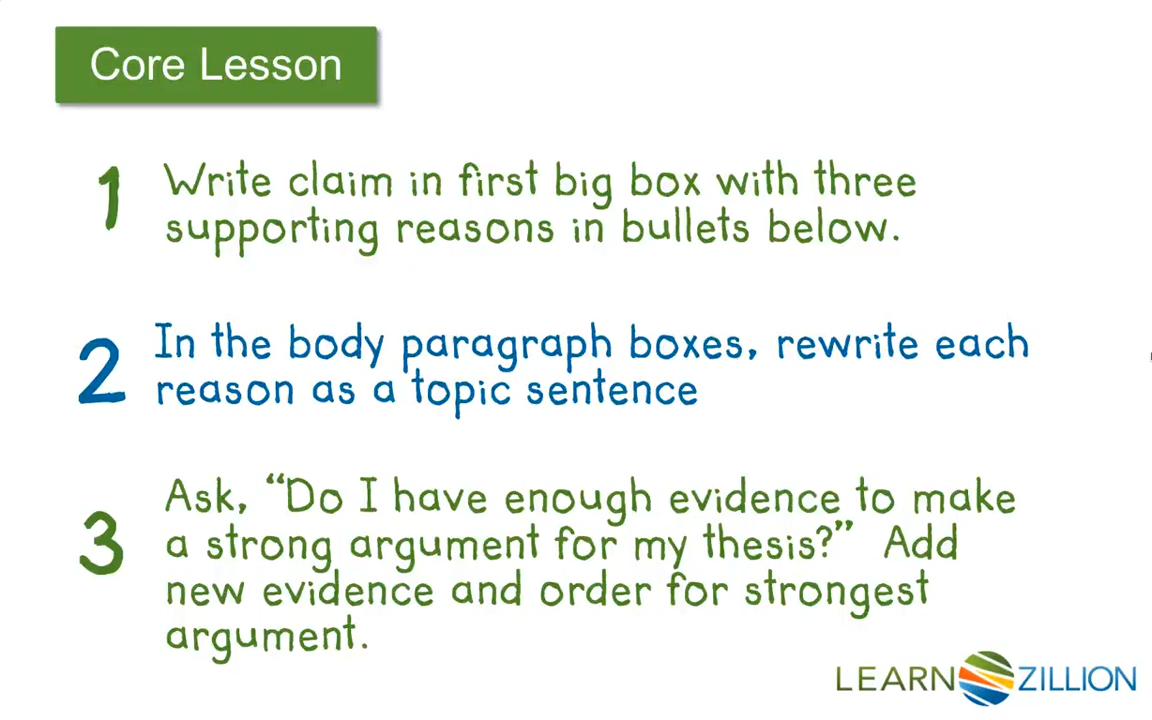 Core Lesson
1 Write claim in first big box with three
supporting reasons in bullets below.
2 In the body paragraph boxes, rewrite each
reason as a topic sentence
3 Ask, “Do I have enough evidence to make
a strong argument for my thesis?” Add
new evidence and order for strongest
argument.
LEARN ZILLION